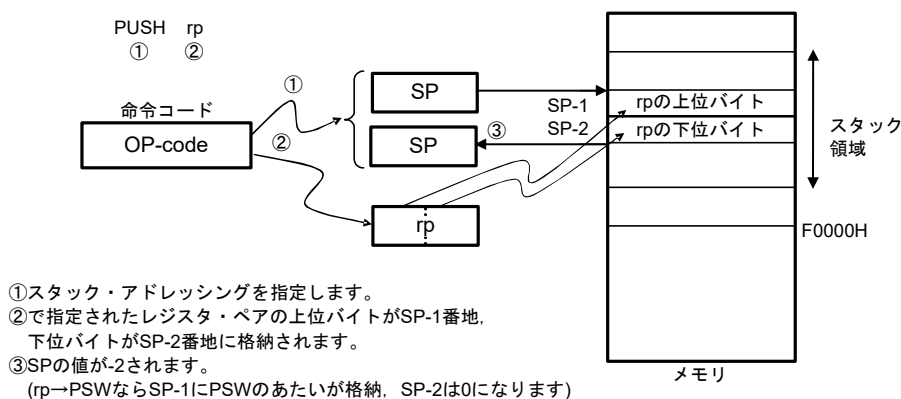 PUSH rp
① ②
命令コード
OP-code
①
②
SP
SP
③
SP-1
SP-2
rp
rpの上位バイト
rpの下位バイト
スタック
領域
F0000H
メモリ
①スタック・アドレッシングを指定します。
②で指定されたレジスタ・ペアの上位バイトがSP-1番地,
下位バイトがSP-2番地に格納されます。
③SPの値が-2されます。
(rp→PSWならSP-1にPSWのあたいが格納，SP-2は0になります)